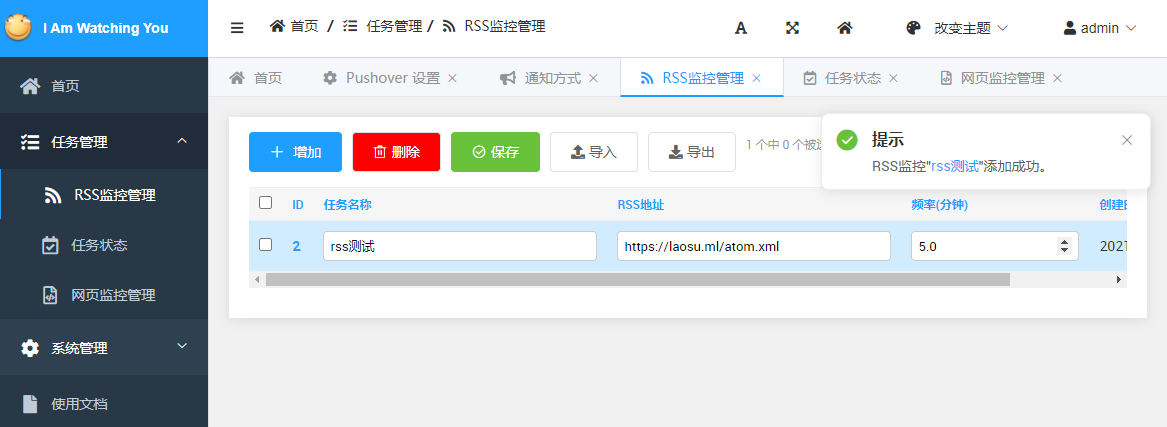 I Am Watching You
首页 / 任务管理 / RSS监控管理
A
改变主题
admin
首页
任务管理
RSS监控管理
任务状态
网页监控管理
系统管理
使用文档
首页
Pushover 设置
通知方式
RSS监控管理
任务状态
网页监控管理
增加
删除
保存
导入
导出
1 个中 0 个被
提示
RSS监控"rss测试"添加成功。
ID
任务名称
RSS地址
频率(分钟)
创建
2
rss测试
https://laosu.ml/atom.xml
5.0
2021